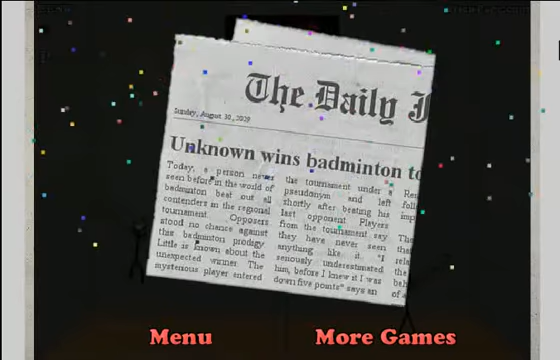 The Daily
Sunday, August 30, 2009
Unknown wins badminton to
Today, a person never
seen before in the world of
badminton beat out all
contenders in the regional
tournament. Opposers
stood no chance against
this badminton prodigy
Little is known about the
unexpected winner. The
mysterious player entered
the tournament under a
pseudonym and left
shortly after beating his
last opponent Players
from the tournament say
they have never seen
anything like it. "I
seriously underestimated
him, before I knew it I was
down five points" says an
Menu
More Games